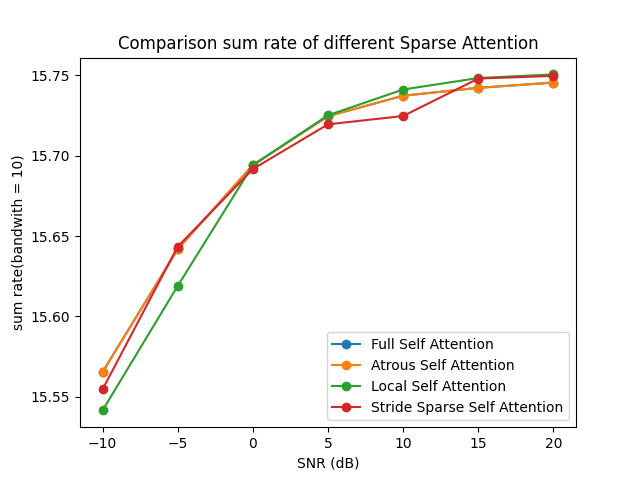 Comparison sum rate of different Sparse Attention
15.75
15.70
15.65
15.60
15.55
sum rate(bandwith = 10)
Full Self Attention
Atrous Self Attention
Local Self Attention
Stride Sparse Self Attention
−10 −5 0 5 10 15 20
SNR (dB)